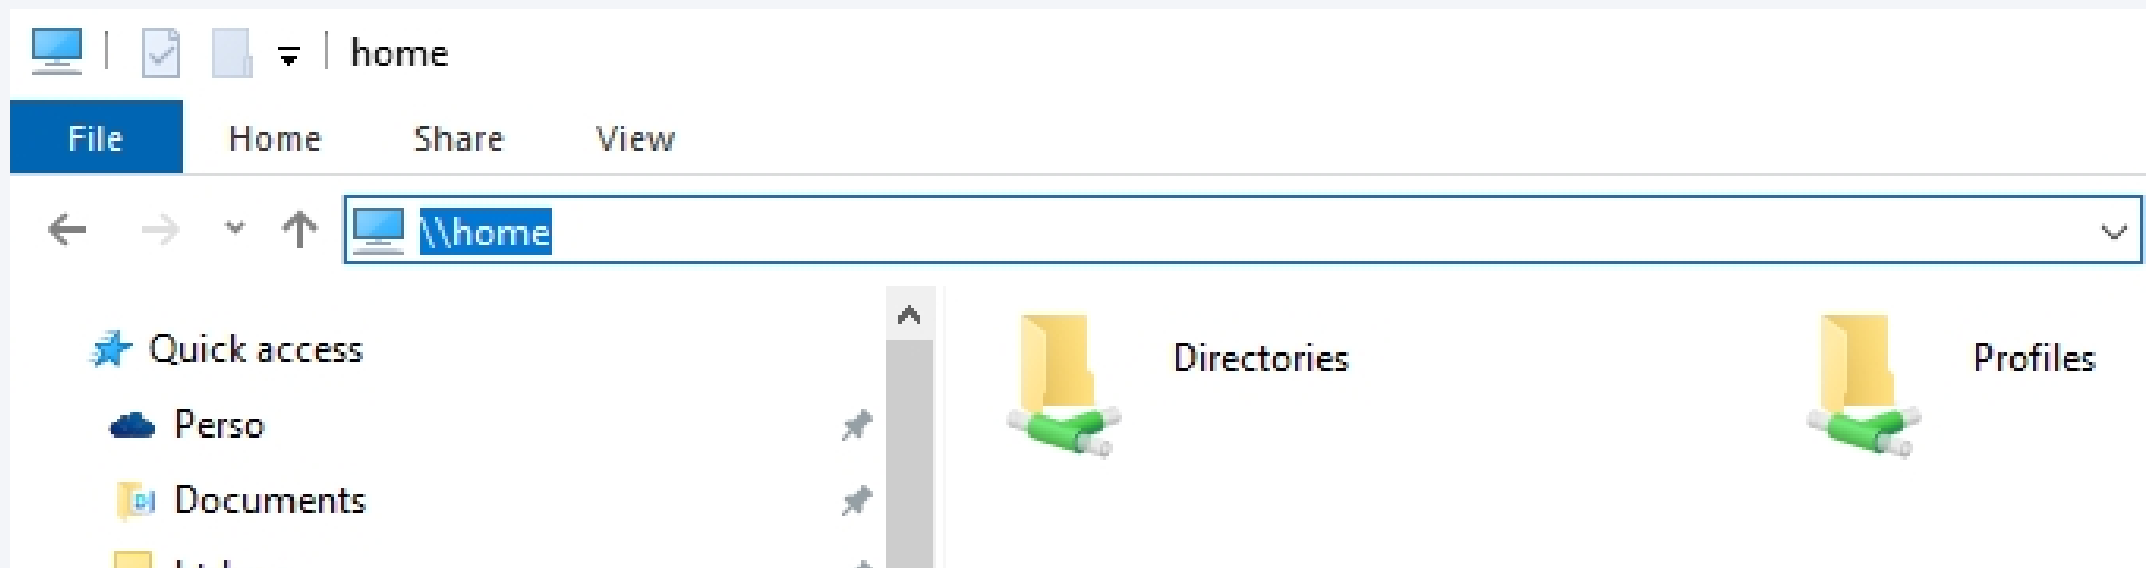 home
File Home Share View
\\home
Quick access
Directories
Profiles
Perso
Documents